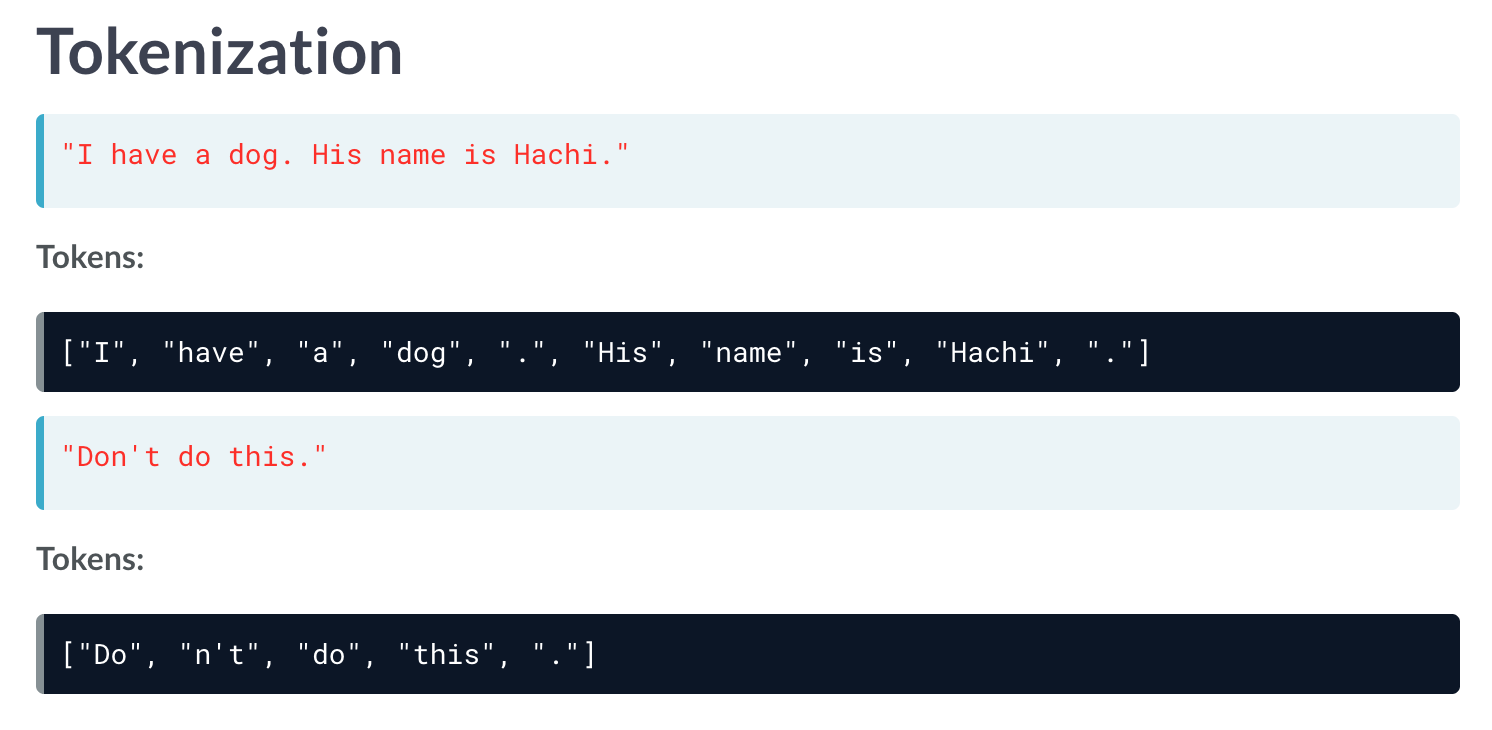 Tokenization
"I have a dog. His name is Hachi."
Tokens:
["I", "have", "a", "dog", ".", "His", "name", "is", "Hachi", "."]
"Don't do this."
Tokens:
["Do", "n't", "do", "this", "."]